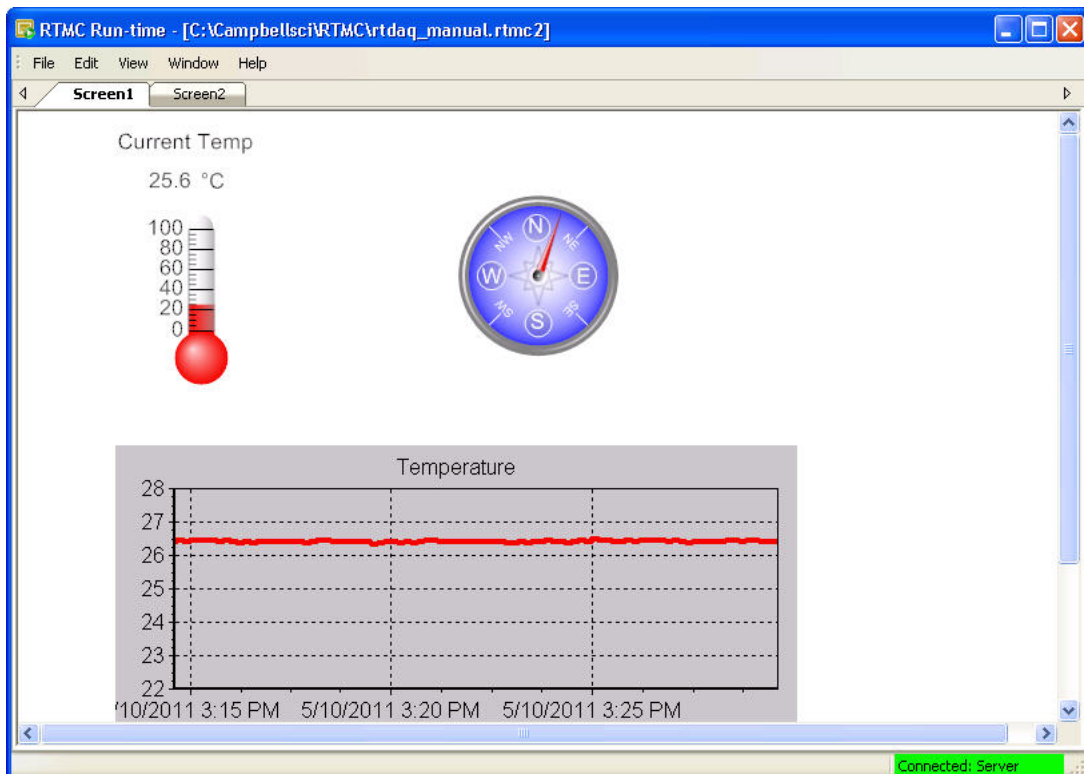 RTMC Run-time - [C:\Campbellsci\RTMC\rtdaq_manual.rtmc2]
File Edit View Window Help
Screen1 Screen2
Current Temp
25.6 °C
100
80
60
40
20
0
N
NW NE
W E
SW SE
S
Temperature
28
27
26
25
24
23
22
/10/2011 3:15 PM 5/10/2011 3:20 PM 5/10/2011 3:25 PM
Connected: Server